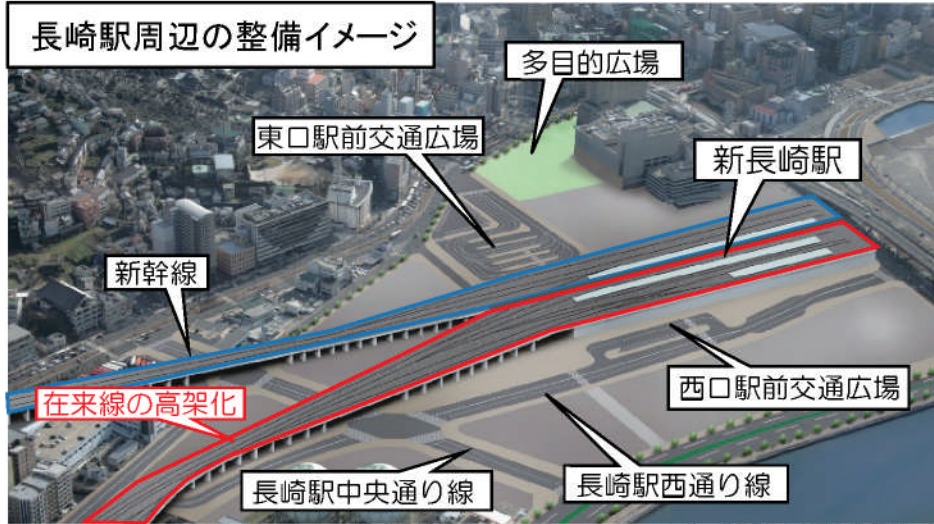 長崎駅周辺の整備イメージ
多目的広場
東口駅前交通広場
新長崎駅
新幹線
在来線の高架化
西口駅前交通広場
長崎駅中央通り線
長崎駅西通り線